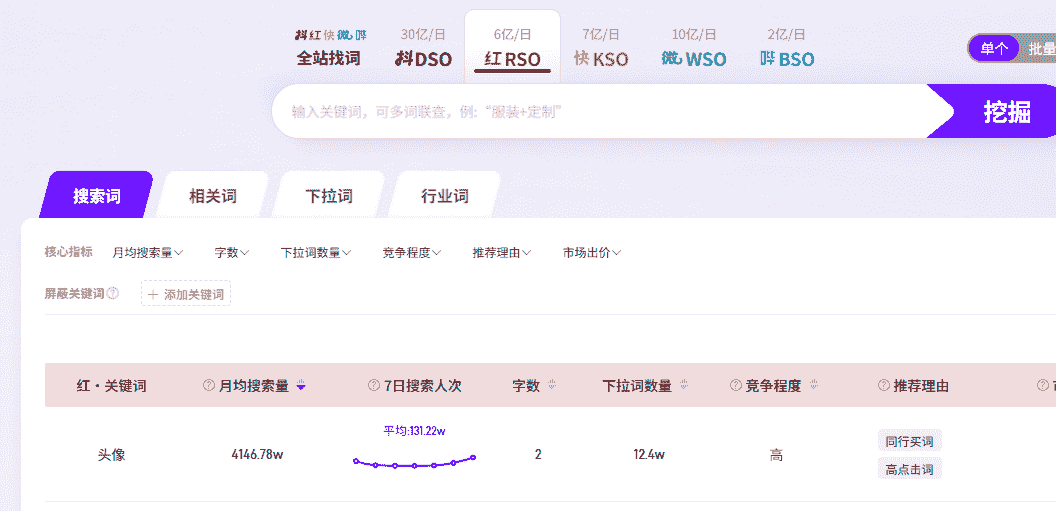 抖 红 快 微 哔 30亿/日 6亿/日 7亿/日 10亿/日 2亿/日
全站找词 抖DSO 红RSO 快KSO 微WSO 哔BSO
单个 批量
输入关键词，可多词联查，例:“服装+定制” 挖掘
搜索词 相关词 下拉词 行业词
核心指标 月均搜索量 字数 下拉词数量 竞争程度 推荐理由 市场出价
屏蔽关键词 + 添加关键词
红·关键词 月均搜索量 7日搜索人次 字数 下拉词数量 竞争程度 推荐理由
平均:131.22w
头像 4146.78w 2 12.4w 高 同行买词
高点击词